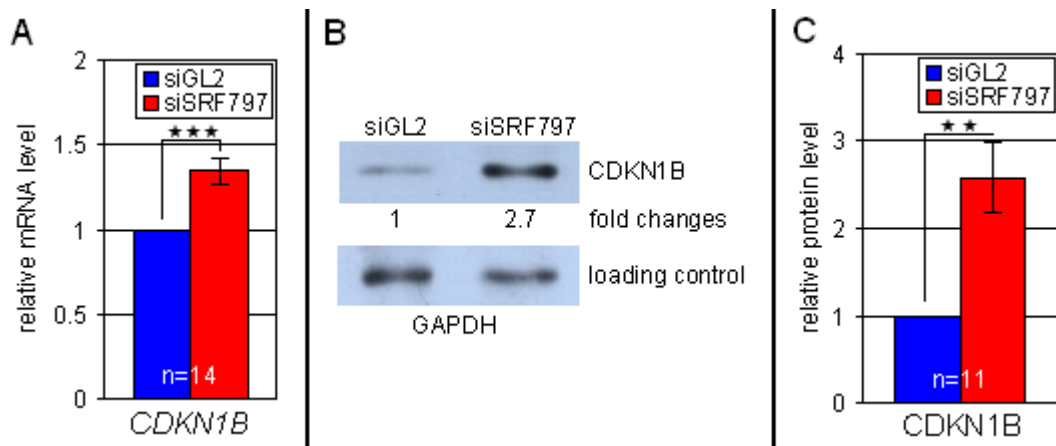 A
relative mRNA level
2
1.5
1
0.5
0
siGL2
siSRF797
★★★
n=14
CDKN1B
B
siGL2 siSRF797
CDKN1B
1 2.7 fold changes
loading control
GAPDH
C
relative protein level
4
3
2
1
0
siGL2
siSRF797
★★
n=11
CDKN1B